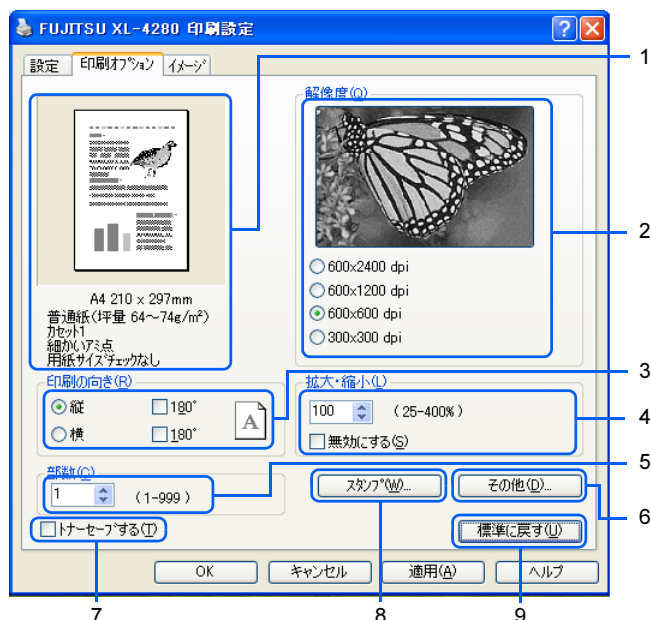 FUJITSU XL-4280 印刷設定
設定 印刷ｵﾌﾟｼｮﾝ ｲﾒｰｼﾞ
1
A4 210 x 297mm
普通紙(坪量 64～74g/m²)
ｶｾｯﾄ1
細かいｱﾐ点
用紙ｻｲｽﾞﾁｪｯｸなし
解像度(Q)
2
600x2400 dpi
600x1200 dpi
600x600 dpi
300x300 dpi
印刷の向き(R)
縦 180°
横 180°
A
3
拡大・縮小(L)
100 (25-400%)
無効にする(S)
4
部数(C)
1 (1-999 )
5
ｽﾀﾝﾌﾟ(W)...
その他(D)...
6
ﾄﾅｰｾｰﾌﾞする(T)
標準に戻す(U)
OK キャンセル 適用(A) ヘルプ
7 8 9